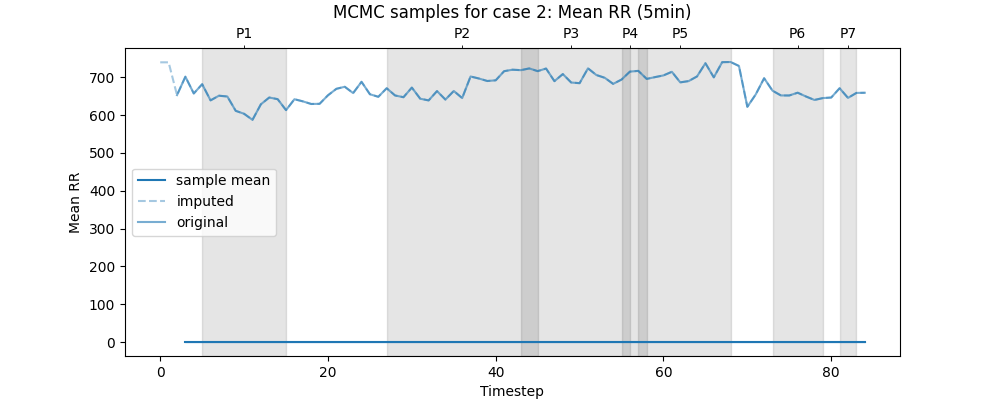 MCMC samples for case 2: Mean RR (5min)
P1 P2 P3 P4 P5 P6 P7
700
600
500
400
300
200
100
0
Mean RR
sample mean
imputed
original
0 20 40 60 80
Timestep